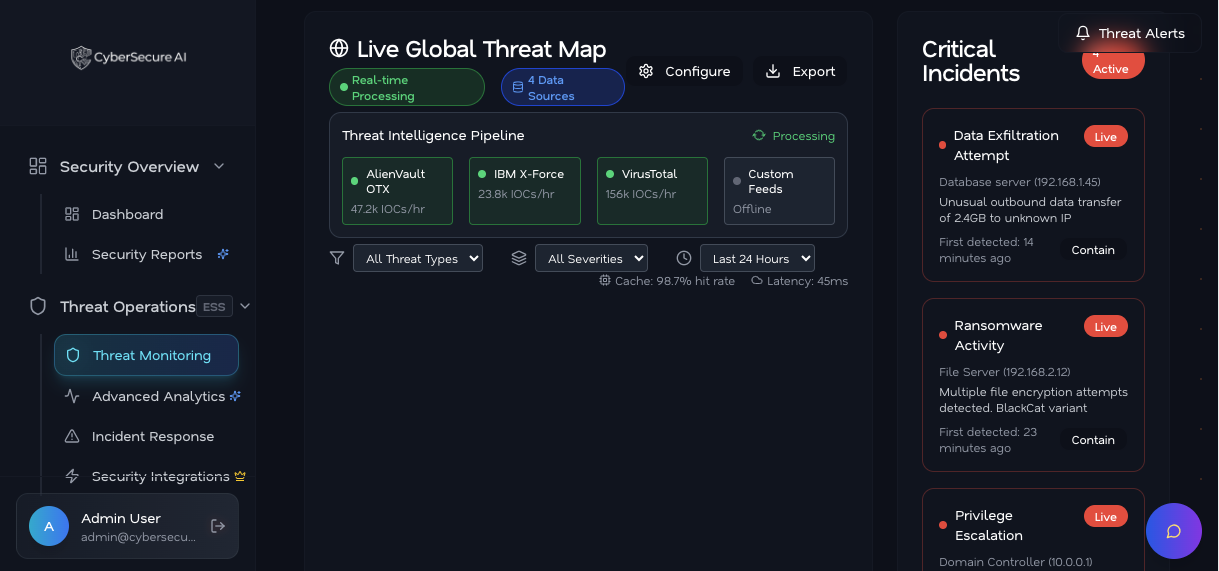 CyberSecure AI
Security Overview
Dashboard
Security Reports
Threat Operations ESS
Threat Monitoring
Advanced Analytics
Incident Response
Security Integrations
A
Admin User
admin@cybersecu...
Live Global Threat Map
Real-time
Processing
4 Data
Sources
Configure
Export
Threat Intelligence Pipeline
Processing
AlienVault
OTX
47.2k IOCs/hr
IBM X-Force
23.8k IOCs/hr
VirusTotal
156k IOCs/hr
Custom
Feeds
Offline
All Threat Types
All Severities
Last 24 Hours
Cache: 98.7% hit rate
Latency: 45ms
Threat Alerts
Critical
Incidents
4
Active
Data Exfiltration
Attempt
Live
Database server (192.168.1.45)
Unusual outbound data transfer
of 2.4GB to unknown IP
First detected: 14
minutes ago
Contain
Ransomware
Activity
Live
File Server (192.168.2.12)
Multiple file encryption attempts
detected. BlackCat variant
First detected: 23
minutes ago
Contain
Privilege
Escalation
Live
Domain Controller (10.0.0.1)